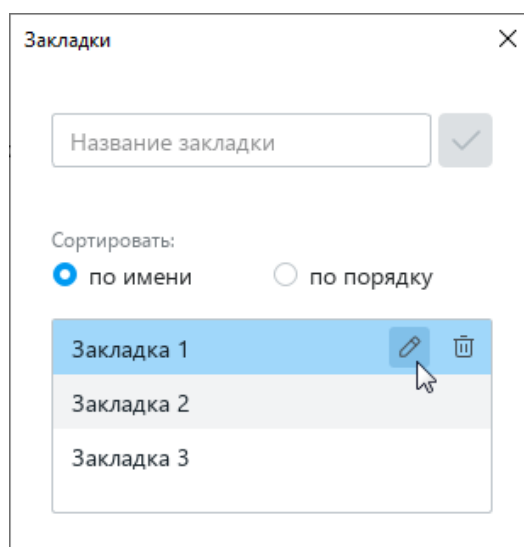 Закладки
Название закладки
Сортировать:
по имени по порядку
Закладка 1
Закладка 2
Закладка 3